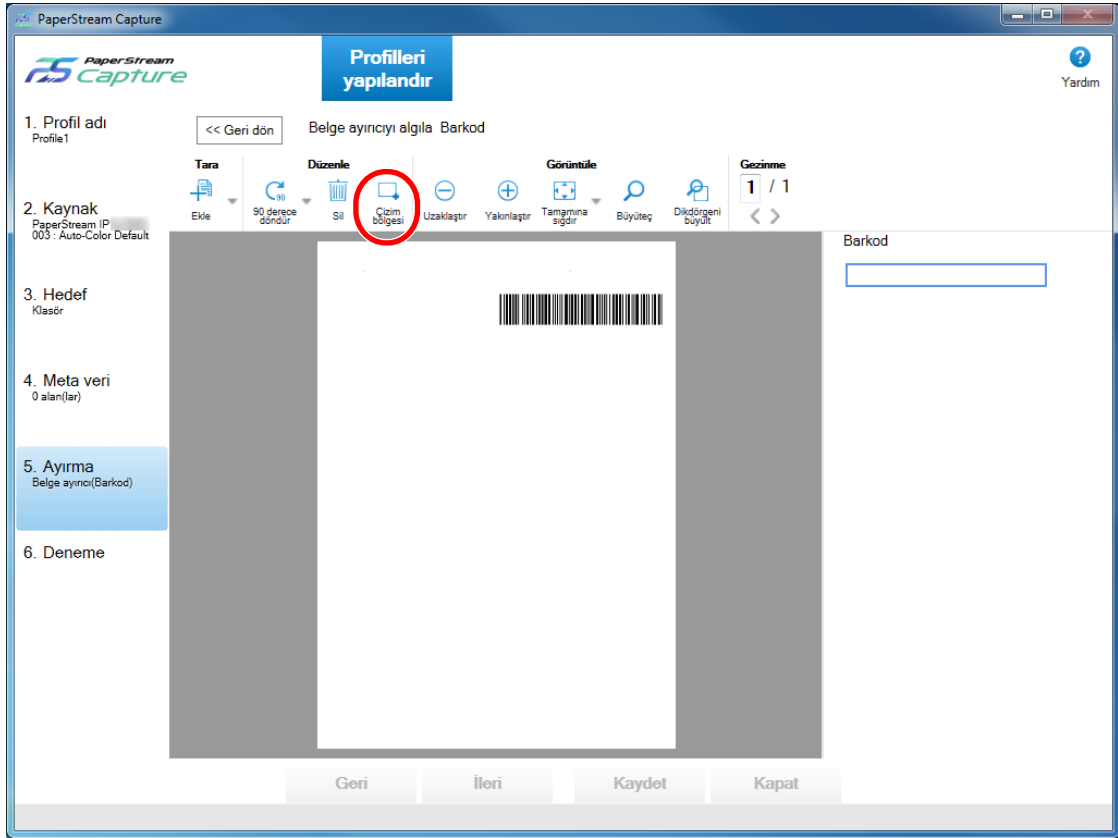 PaperStream Capture
PaperStream
Capture
Profilleri
yapılandır
Yardım
1. Profil adı
Profile1
<< Geri dön
Belge ayırıcıyı algıla Barkod
Tara
Düzenle
Görüntüle
Gezinme
Ekle
90
90 derece
döndür
Sil
Çizim
bölgesi
Uzaklaştır
Yakınlaştır
Tamamına
sığdır
Büyüteç
Dikdörgeni
büyült
1 / 1
2. Kaynak
PaperStream IP
003 : Auto-Color Default
Barkod
3. Hedef
Klasör
4. Meta veri
0 alan(lar)
5. Ayırma
Belge ayırıcı(Barkod)
6. Deneme
Geri
İleri
Kaydet
Kapat